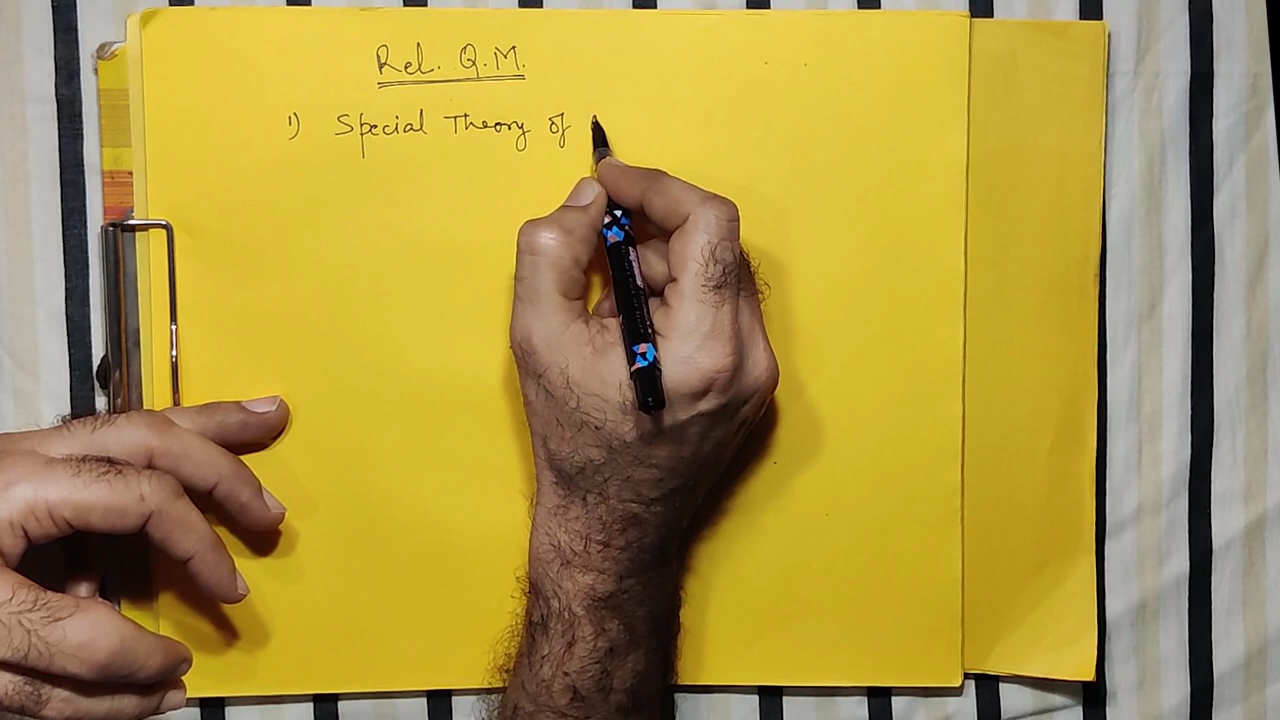 Rel. Q.M.
1) Special Theory of